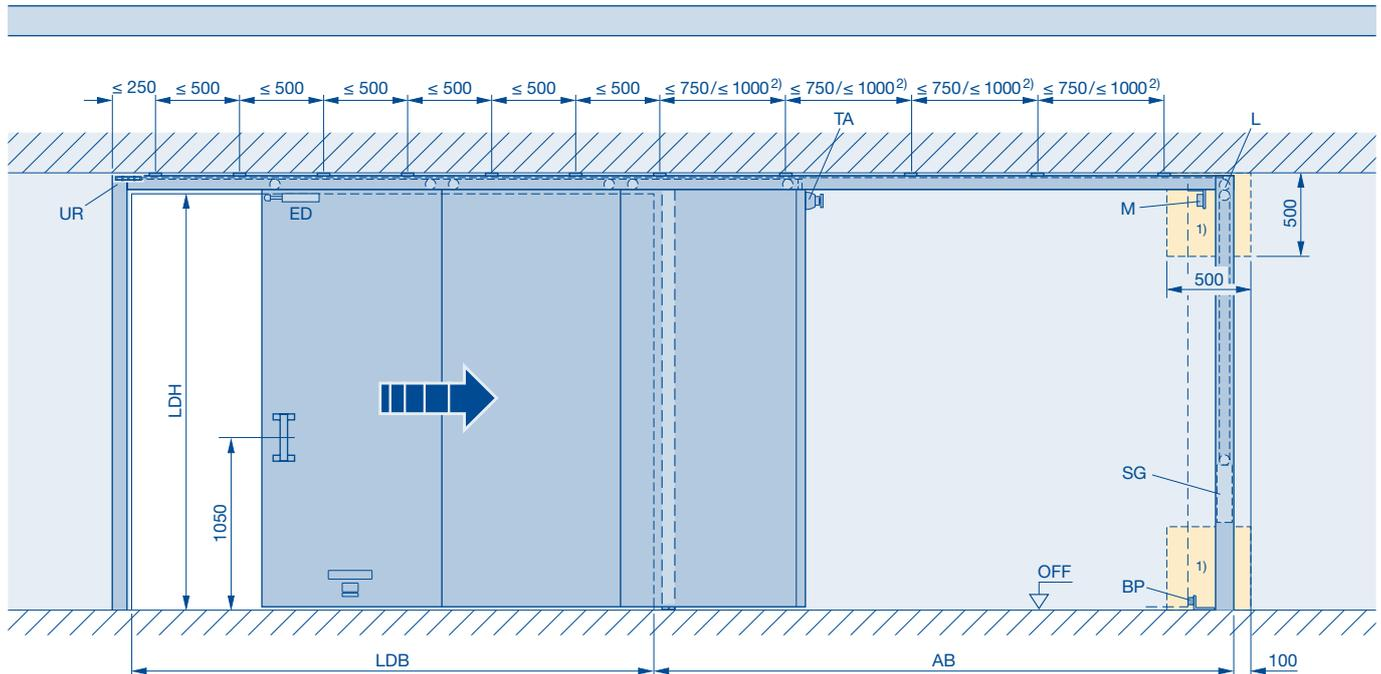 ≤ 250 ≤ 500 ≤ 500 ≤ 500 ≤ 500 ≤ 500 ≤ 500 ≤ 750/≤ 1000²⁾ ≤ 750/≤ 1000²⁾ ≤ 750/≤ 1000²⁾ ≤ 750/≤ 1000²⁾
TA
L
UR
ED
M
1)
500
500
LDH
SG
1050
OFF
1)
BP
LDB
AB
100